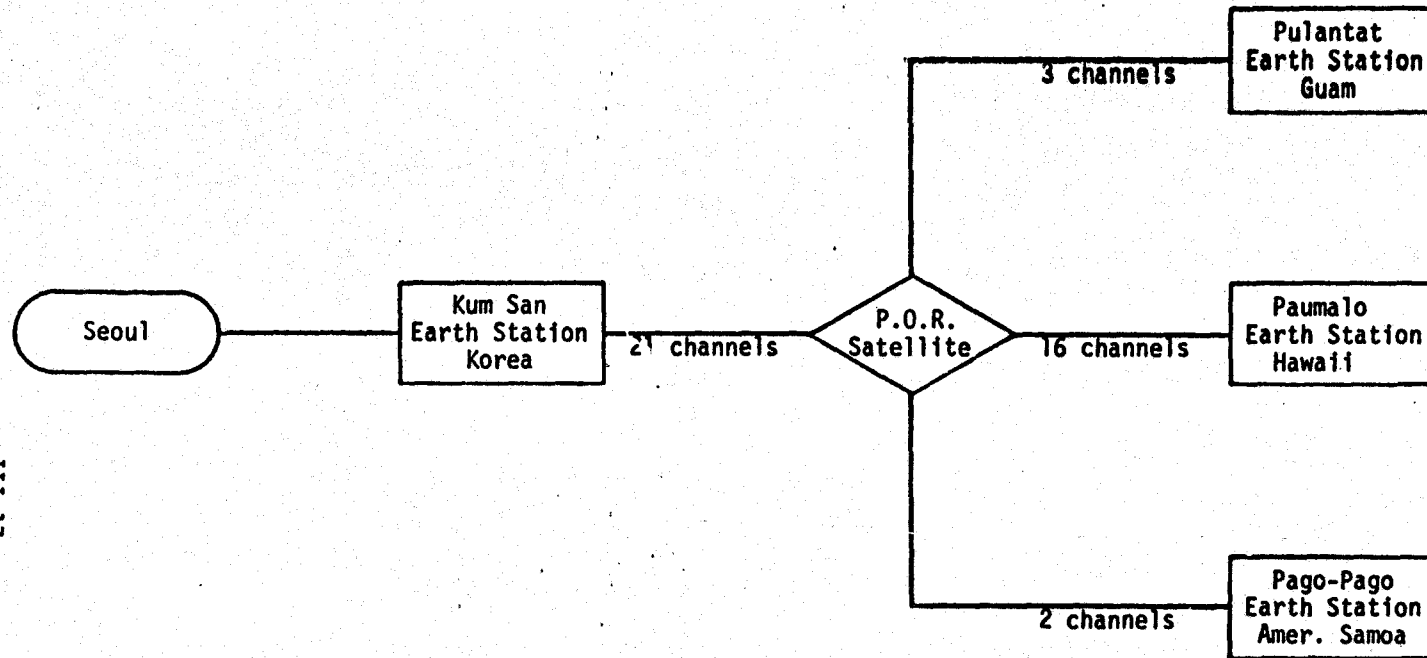 Pulantat
Earth Station
Guam
3 channels
Seoul
Kum San
Earth Station
Korea
21 channels
P.O.R.
Satellite
16 channels
Paumalo
Earth Station
Hawaii
Pago-Pago
Earth Station
Amer. Samoa
2 channels